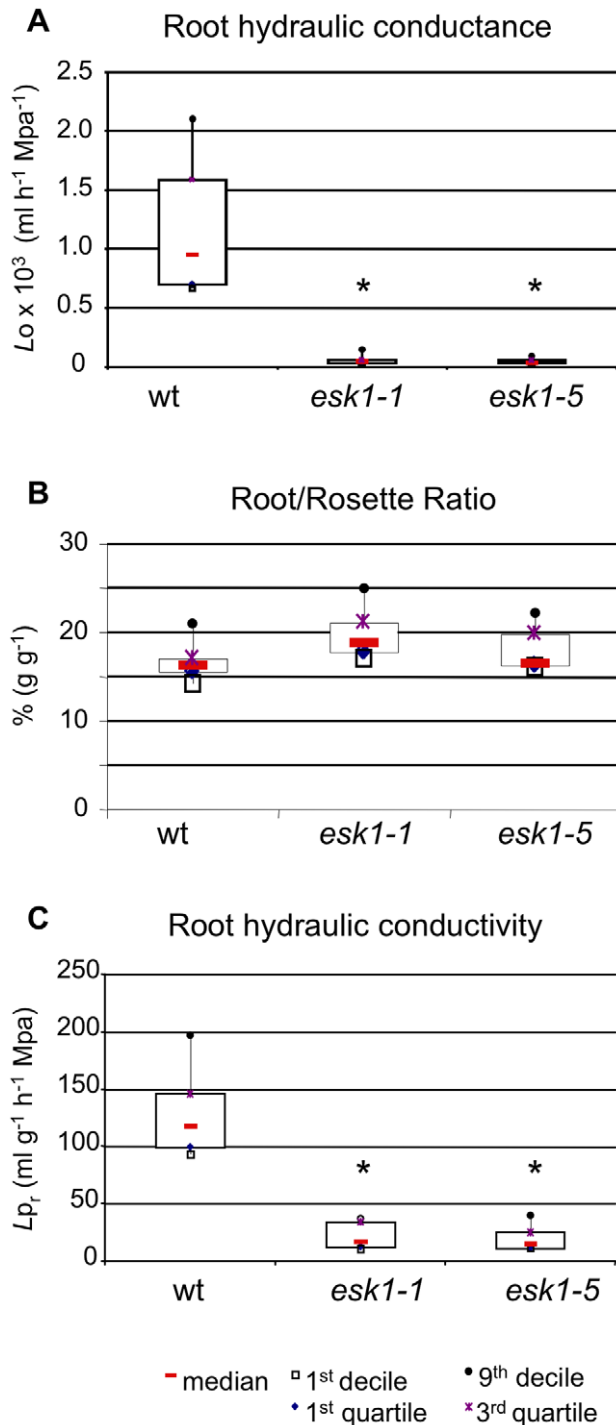 A Root hydraulic conductance
2.5
2.0
1.5
1.0
0.5
0
Lo x 10³ (ml h⁻¹ Mpa⁻¹)
* *
wt esk1-1 esk1-5
B Root/Rosette Ratio
30
20
10
0
% (g g⁻¹)
wt esk1-1 esk1-5
C Root hydraulic conductivity
250
200
150
100
50
0
Lpᵣ (ml g⁻¹ h⁻¹ Mpa)
* *
wt esk1-1 esk1-5
median 1st decile 9th decile
1st quartile 3rd quartile